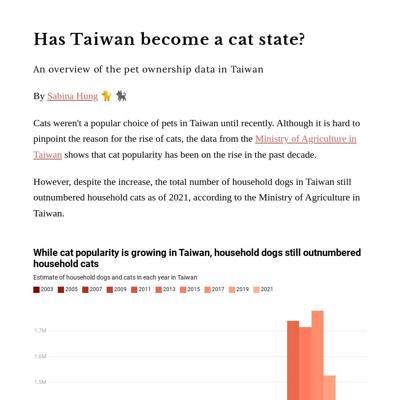 Has Taiwan become a cat state?
An overview of the pet ownership data in Taiwan
By Sabina Hung 🐈 🐈‍⬛
Cats weren't a popular choice of pets in Taiwan until recently. Although it is hard to
pinpoint the reason for the rise of cats, the data from the Ministry of Agriculture in
Taiwan shows that cat popularity has been on the rise in the past decade.
However, despite the increase, the total number of household dogs in Taiwan still
outnumbered household cats as of 2021, according to the Ministry of Agriculture in
Taiwan.
While cat popularity is growing in Taiwan, household dogs still outnumbered
household cats
Estimate of household dogs and cats in each year in Taiwan
2003 2005 2007 2009 2011 2013 2015 2017 2019 2021
1.7M
1.6M
1.5M